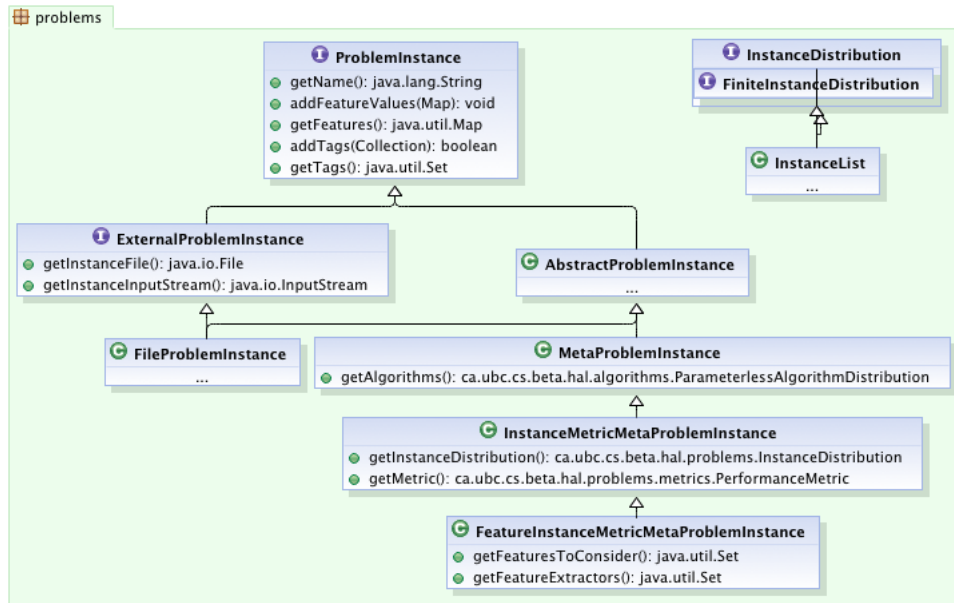 problems
ProblemInstance
getName(): java.lang.String
addFeatureValues(Map): void
getFeatures(): java.util.Map
addTags(Collection): boolean
getTags(): java.util.Set
InstanceDistribution
FiniteInstanceDistribution
InstanceList
...
ExternalProblemInstance
getInstanceFile(): java.io.File
getInstanceInputStream(): java.io.InputStream
AbstractProblemInstance
...
FileProblemInstance
...
MetaProblemInstance
getAlgorithms(): ca.ubc.cs.beta.hal.algorithms.ParameterlessAlgorithmDistribution
InstanceMetricMetaProblemInstance
getInstanceDistribution(): ca.ubc.cs.beta.hal.problems.InstanceDistribution
getMetric(): ca.ubc.cs.beta.hal.problems.metrics.PerformanceMetric
FeatureInstanceMetricMetaProblemInstance
getFeaturesToConsider(): java.util.Set
getFeatureExtractors(): java.util.Set